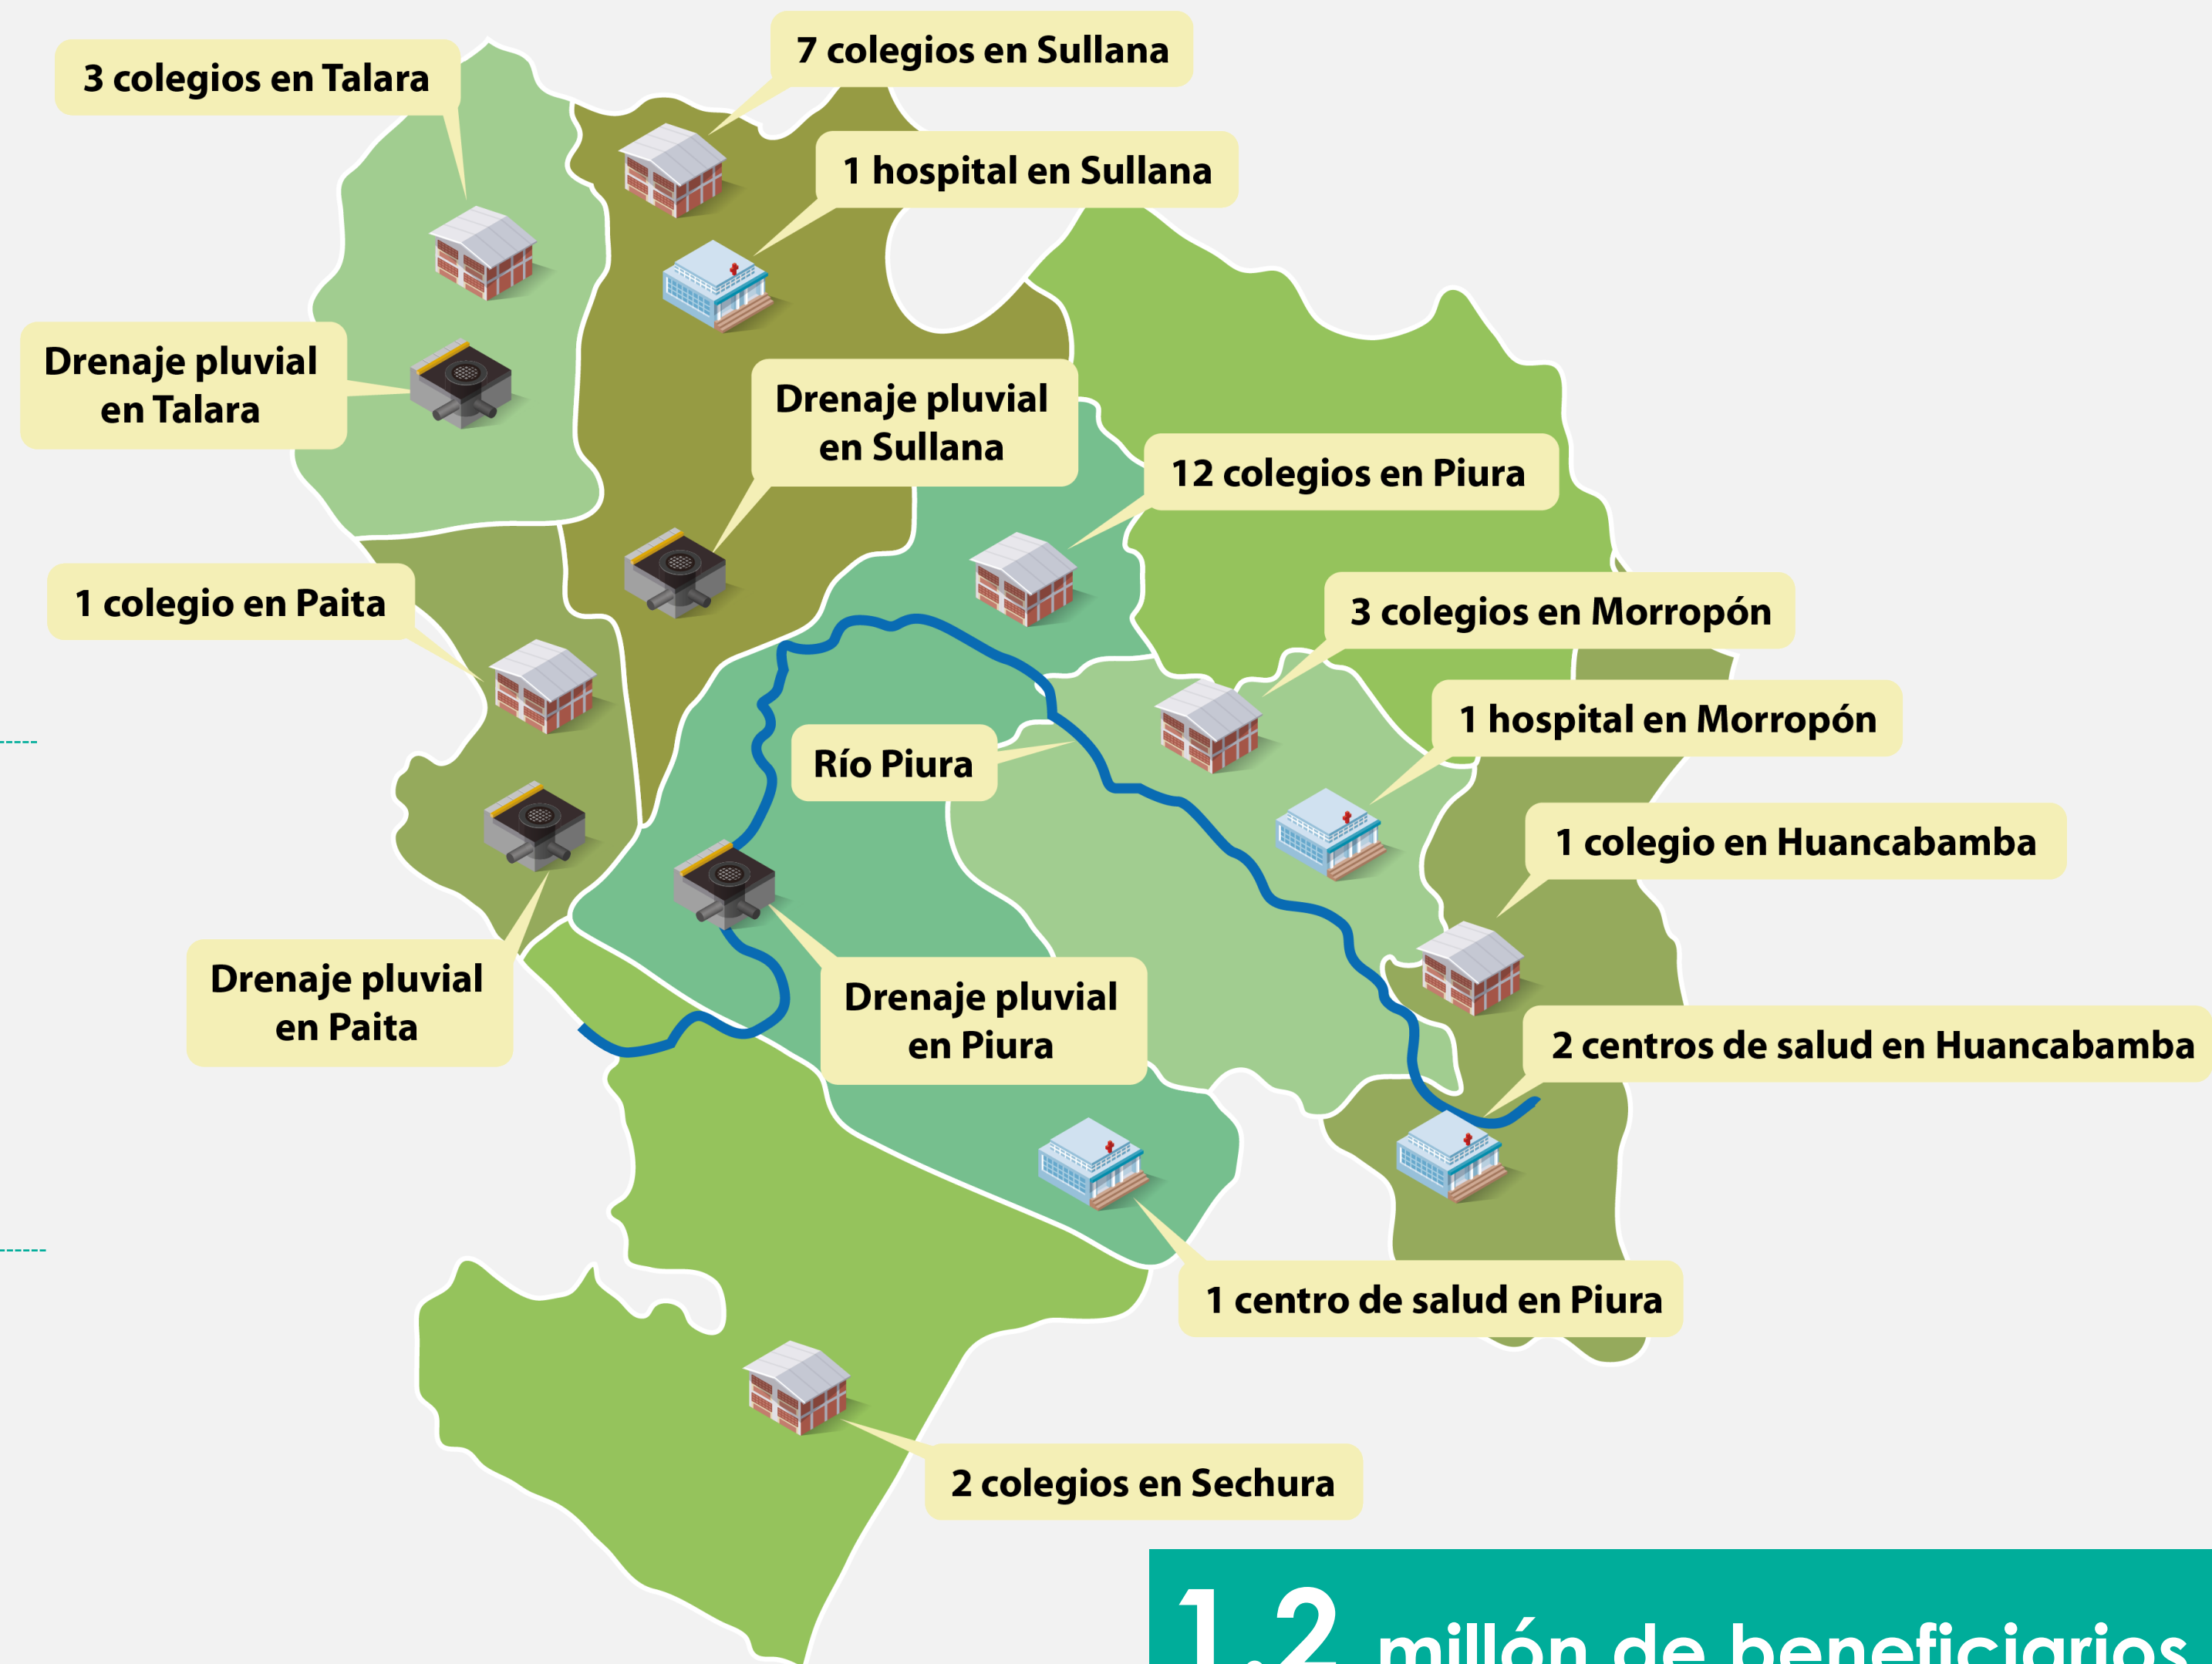 7 colegios en Sullana
3 colegios en Talara
1 hospital en Sullana
Drenaje pluvial
en Talara
Drenaje pluvial
en Sullana
12 colegios en Piura
1 colegio en Paita
3 colegios en Morropón
1 hospital en Morropón
Río Piura
1 colegio en Huancabamba
Drenaje pluvial
en Paita
Drenaje pluvial
en Piura
2 centros de salud en Huancabamba
1 centro de salud en Piura
2 colegios en Sechura
1.2 millón de beneficiarios